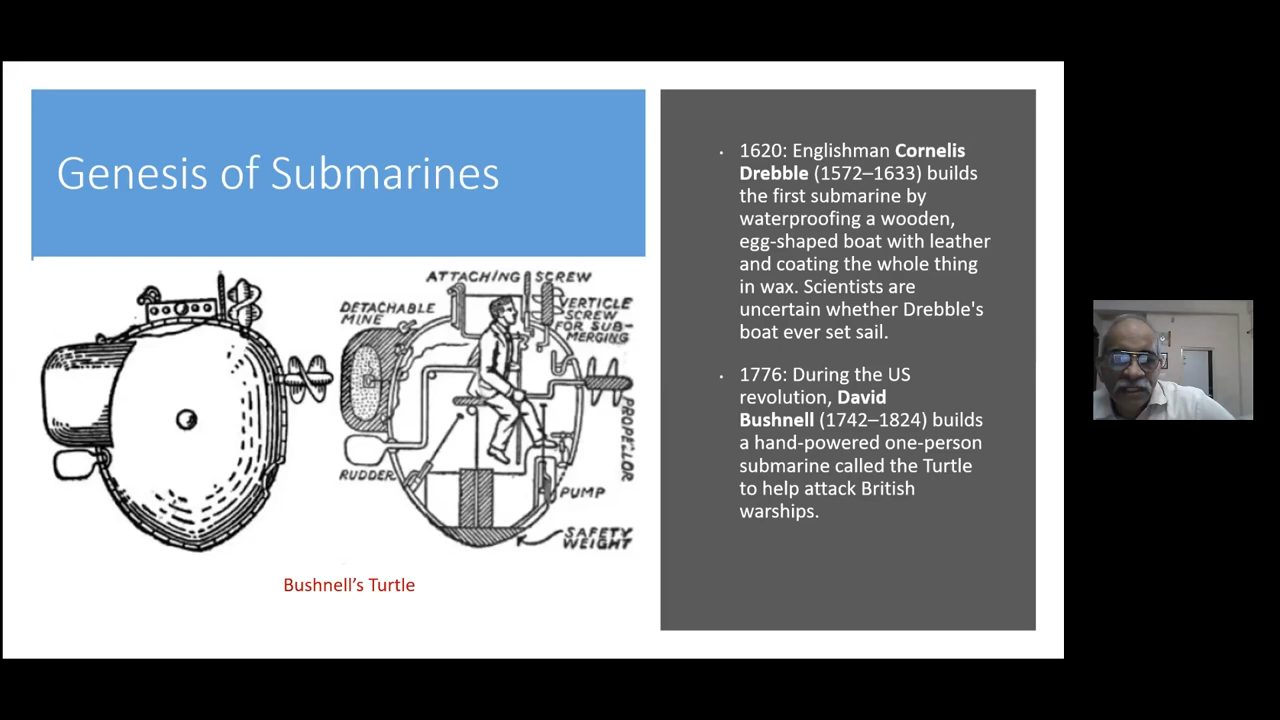 Genesis of Submarines
ATTACHING SCREW
DETACHABLE
MINE
VERTICLE
SCREW
FOR SUB-
MERGING
PROPELLOR
RUDDER
PUMP
SAFETY
WEIGHT
Bushnell’s Turtle
• 1620: Englishman Cornelis
Drebble (1572–1633) builds
the first submarine by
waterproofing a wooden,
egg-shaped boat with leather
and coating the whole thing
in wax. Scientists are
uncertain whether Drebble's
boat ever set sail.
• 1776: During the US
revolution, David
Bushnell (1742–1824) builds
a hand-powered one-person
submarine called the Turtle
to help attack British
warships.